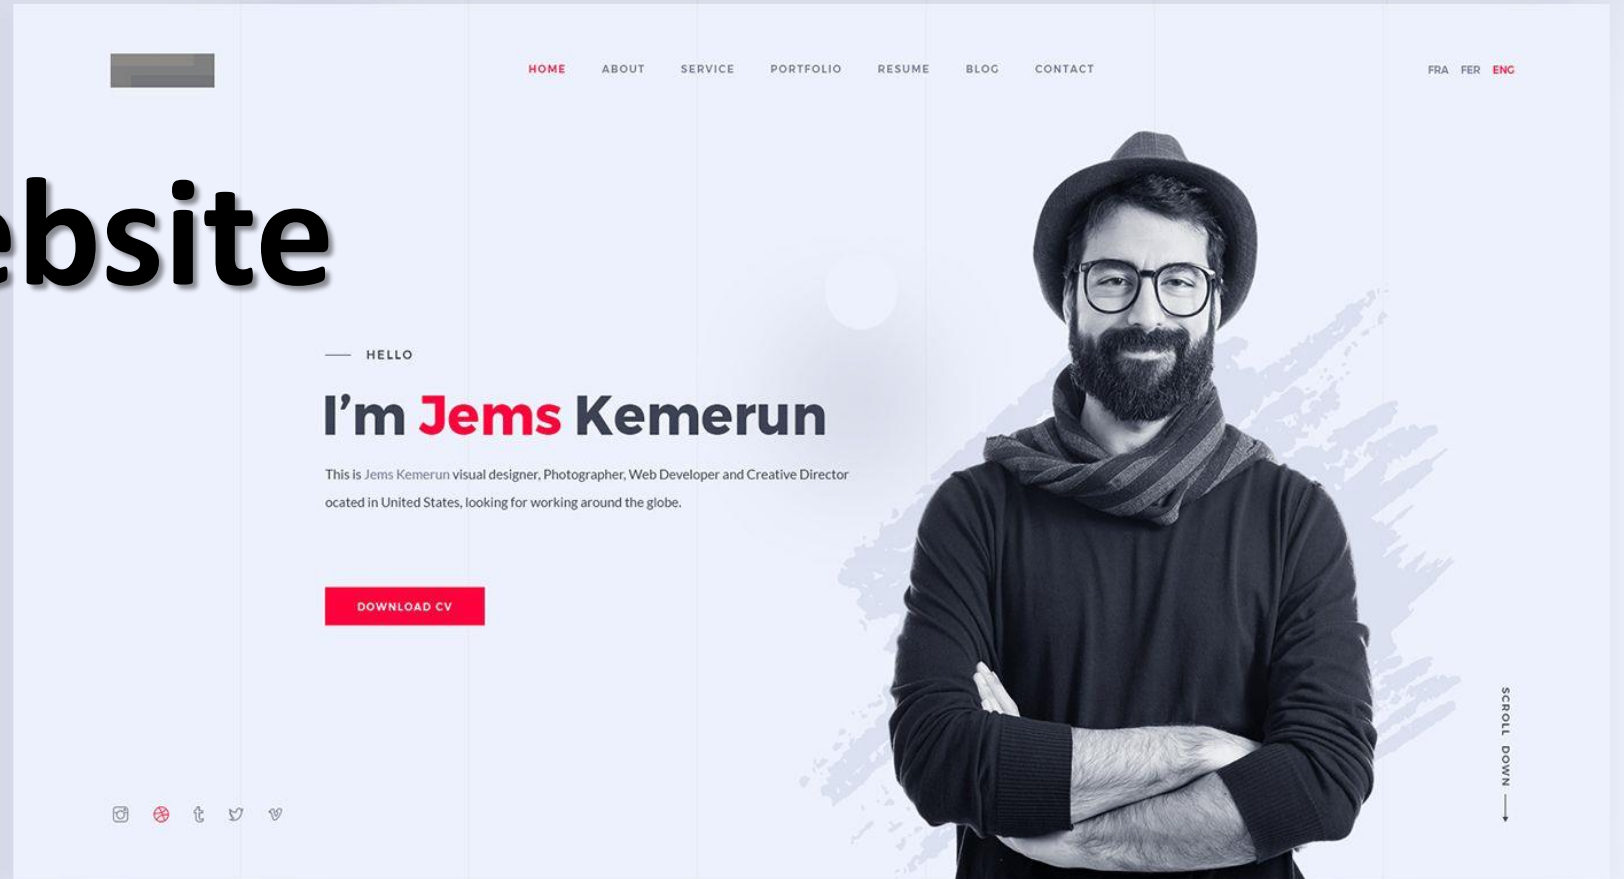 HOME ABOUT SERVICE PORTFOLIO RESUME BLOG CONTACT
FRA FER ENG
ebsite
HELLO
I'm Jems Kemerun
This is Jems Kemerun visual designer, Photographer, Web Developer and Creative Director
ocated in United States, looking for working around the globe.
DOWNLOAD CV
SCROLL DOWN